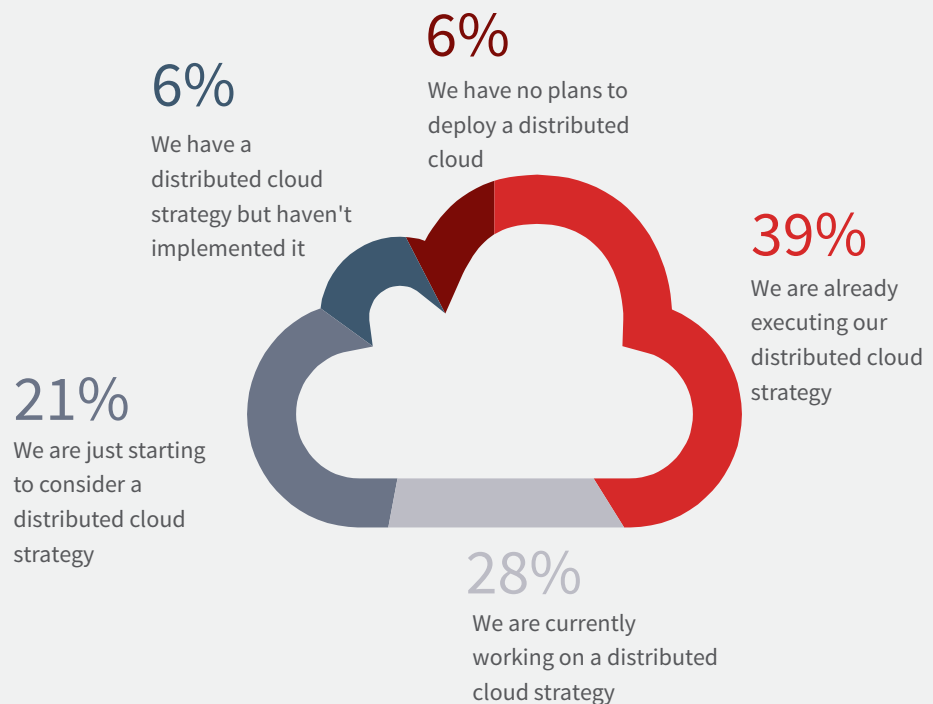 6%
We have no plans to
deploy a distributed
cloud
6%
We have a
distributed cloud
strategy but haven't
implemented it
39%
We are already
executing our
distributed cloud
strategy
21%
We are just starting
to consider a
distributed cloud
strategy
28%
We are currently
working on a distributed
cloud strategy